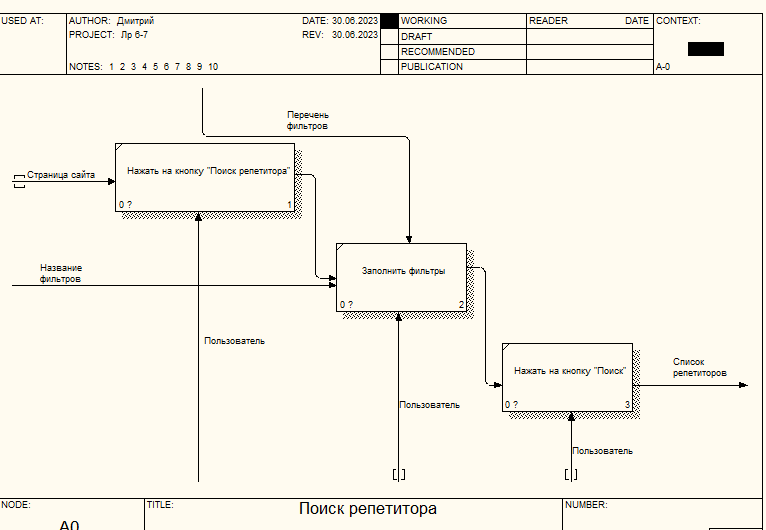 USED AT:
AUTHOR: Дмитрий
DATE: 30.06.2023
WORKING
READER DATE
CONTEXT:
PROJECT: Лр 6-7
REV: 30.06.2023
DRAFT
RECOMMENDED
NOTES: 1 2 3 4 5 6 7 8 9 10
PUBLICATION
A-0
Перечень
фильтров
Страница сайта
Нажать на кнопку "Поиск репетитора"
0 ? 1
Название
фильтров
Заполнить фильтры
0 ? 2
Пользователь
Нажать на кнопку "Поиск"
0 ? 3
Список
репетиторов
Пользователь
Пользователь
NODE:
A0
TITLE:
Поиск репетитора
NUMBER: